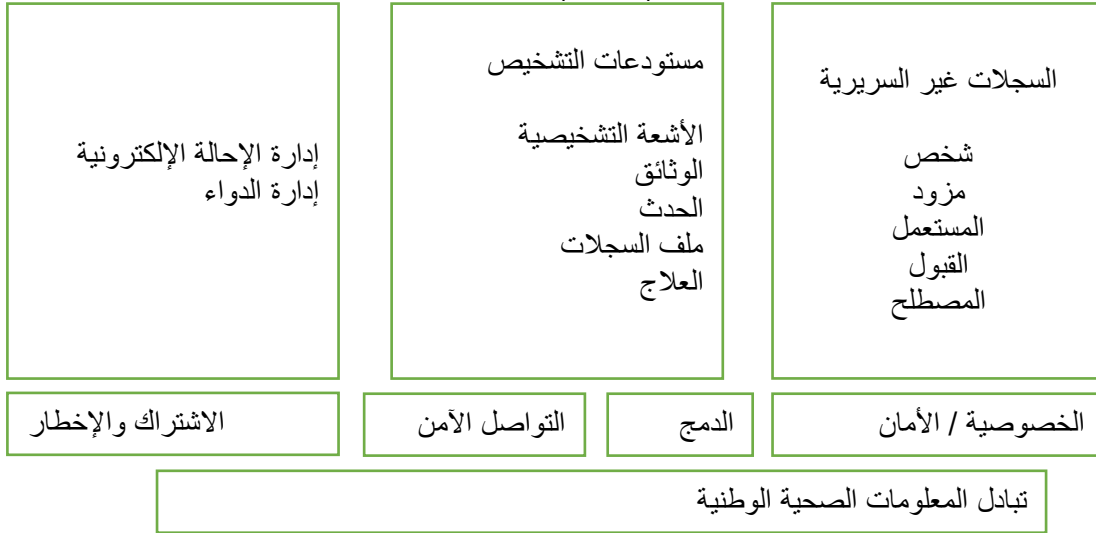 السجلات غير السريرية
شخص
مزود
المستعمل
القبول
المصطلح
مستودعات التشخيص
الأشعة التشخيصية
الوثائق
الحدث
ملف السجلات
العلاج
إدارة الإحالة الإلكترونية
إدارة الدواء
الخصوصية / الأمان
الدمج
التواصل الآمن
الاشتراك والإخطار
تبادل المعلومات الصحية الوطنية